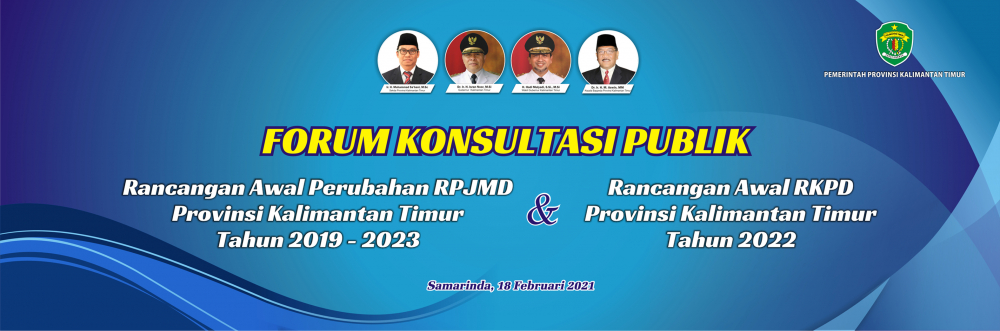 PEMERINTAH PROVINSI KALIMANTAN TIMUR
FORUM KONSULTASI PUBLIK
Rancangan Awal Perubahan RPJMD
Provinsi Kalimantan Timur
Tahun 2019 - 2023
&
Rancangan Awal RKPD
Provinsi Kalimantan Timur
Tahun 2022
Samarinda, 18 Februari 2021